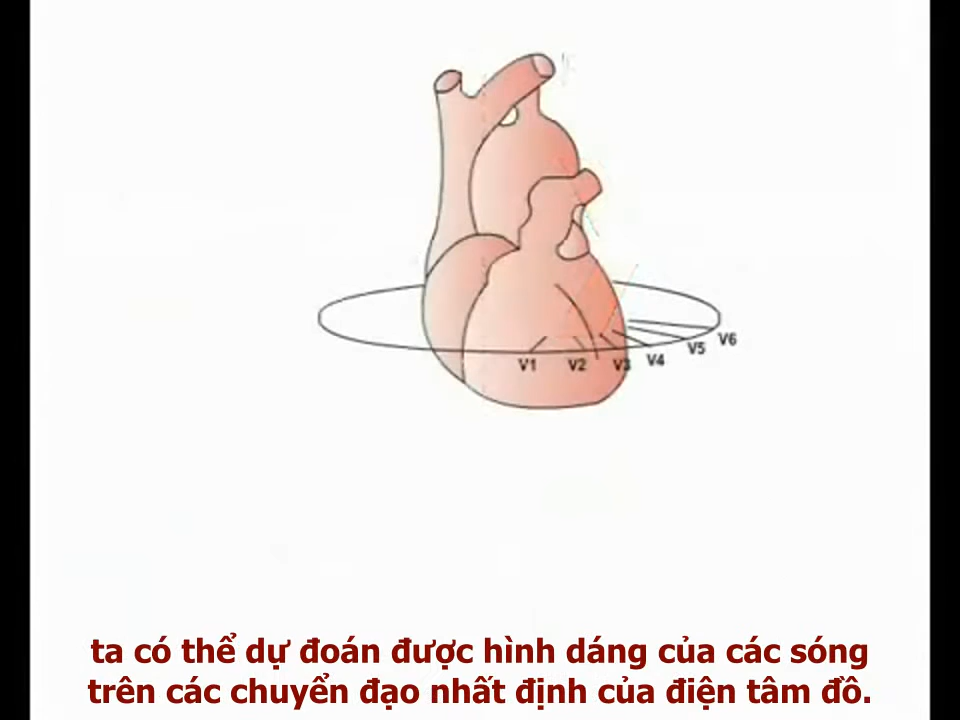 V1 V2 V3 V4 V5 V6
ta có thể dự đoán được hình dáng của các sóng
trên các chuyển đạo nhất định của điện tâm đồ.